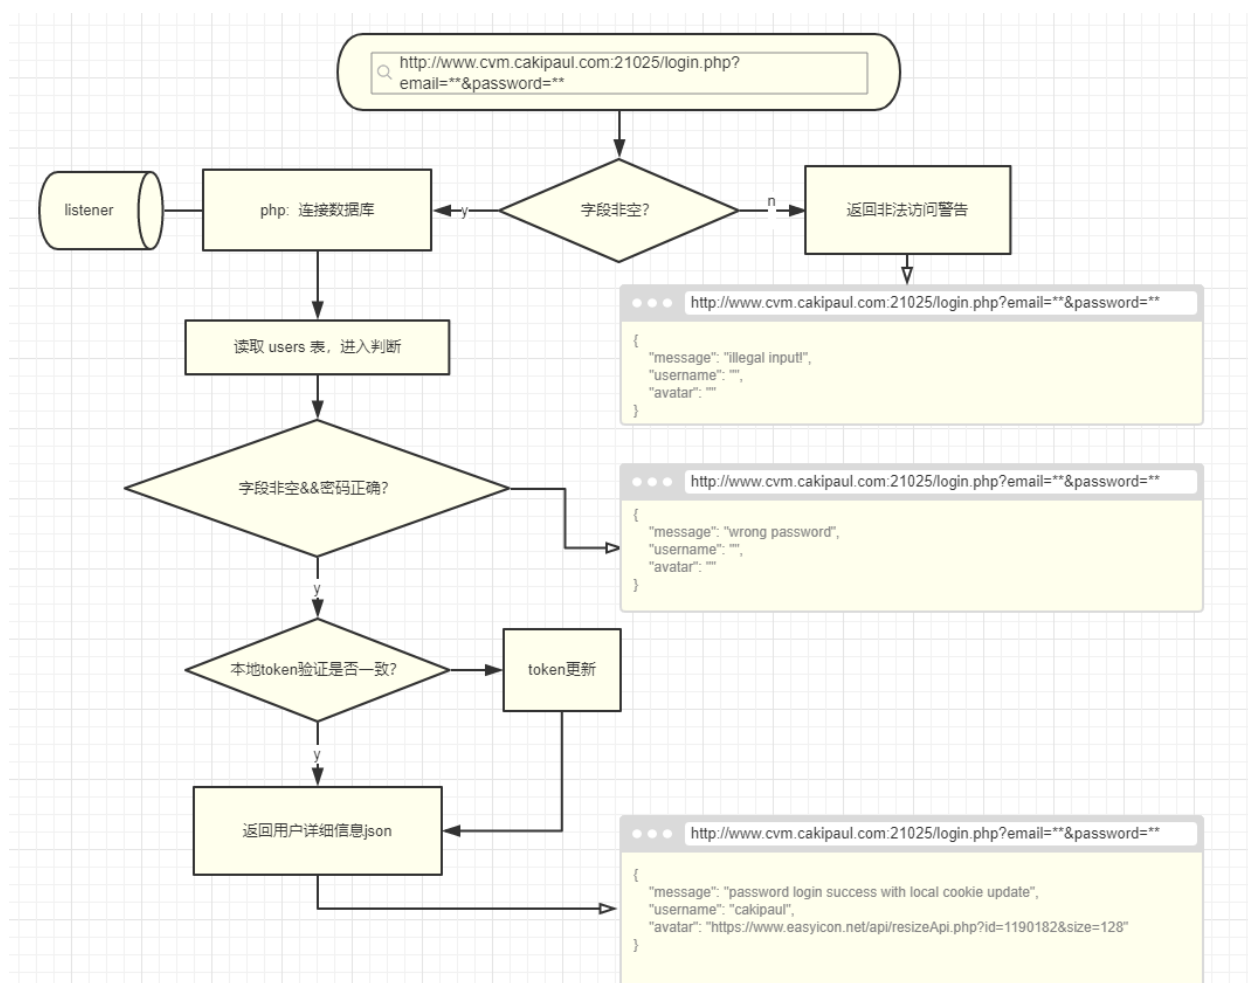 http://www.cvm.cakipaul.com:21025/login.php?
email=**&password=**
listener
php: 连接数据库
y
字段非空?
n
返回非法访问警告
http://www.cvm.cakipaul.com:21025/login.php?email=**&password=**
{
"message": "illegal input!",
"username": "",
"avatar": ""
}
读取 users 表，进入判断
字段非空&&密码正确?
http://www.cvm.cakipaul.com:21025/login.php?email=**&password=**
{
"message": "wrong password",
"username": "",
"avatar": ""
}
y
本地token验证是否一致?
token更新
y
返回用户详细信息json
http://www.cvm.cakipaul.com:21025/login.php?email=**&password=**
{
"message": "password login success with local cookie update",
"username": "cakipaul",
"avatar": "https://www.easyicon.net/api/resizeApi.php?id=1190182&size=128"
}